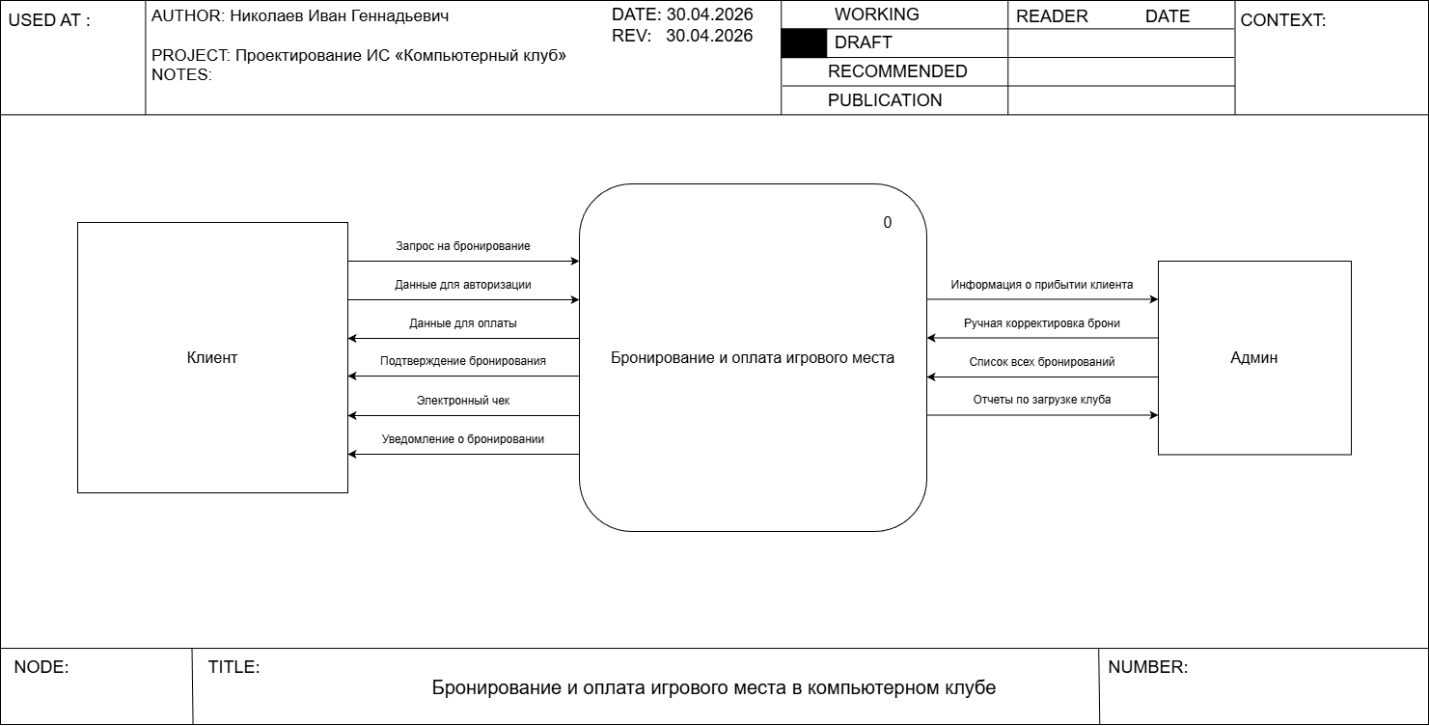 USED AT :
AUTHOR: Николаев Иван Геннадьевич
PROJECT: Проектирование ИС «Компьютерный клуб»
NOTES:
DATE: 30.04.2026
REV: 30.04.2026
WORKING
DRAFT
RECOMMENDED
PUBLICATION
READER DATE
CONTEXT:
Клиент
Запрос на бронирование
Данные для авторизации
Данные для оплаты
Подтверждение бронирования
Электронный чек
Уведомление о бронировании
0
Бронирование и оплата игрового места
Информация о прибытии клиента
Ручная корректировка брони
Список всех бронирований
Отчеты по загрузке клуба
Админ
NODE:
TITLE:
Бронирование и оплата игрового места в компьютерном клубе
NUMBER: